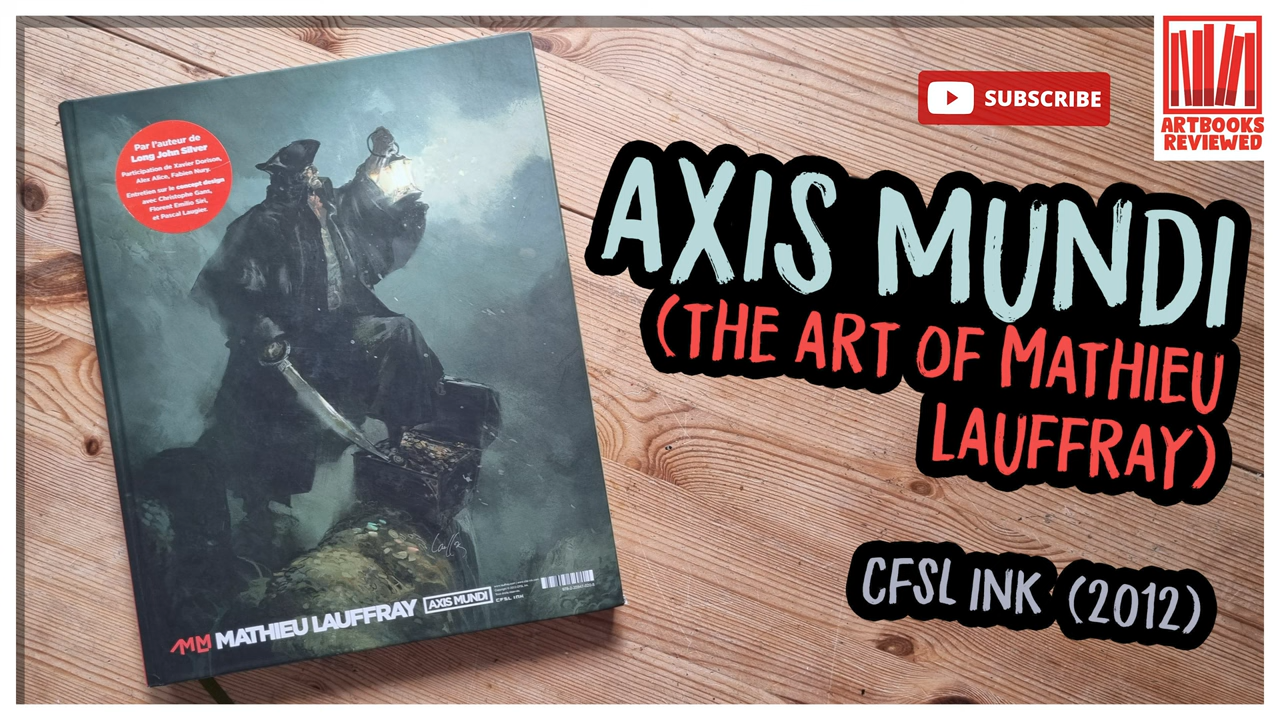 Par l'auteur de
Long John Silver
Participation de Xavier Dorison,
Alex Alice, Fabien Nury.
Entretien sur le concept design
avec Christophe Gans,
Florent Emilio Siri,
et Pascal Laugier.
MATHIEU LAUFFRAY AXIS MUNDI
CFSL INK
SUBSCRIBE
ARTBOOKS
REVIEWED
AXIS MUNDI
(THE ART OF MATHIEU
LAUFFRAY)
CFSL INK (2012)